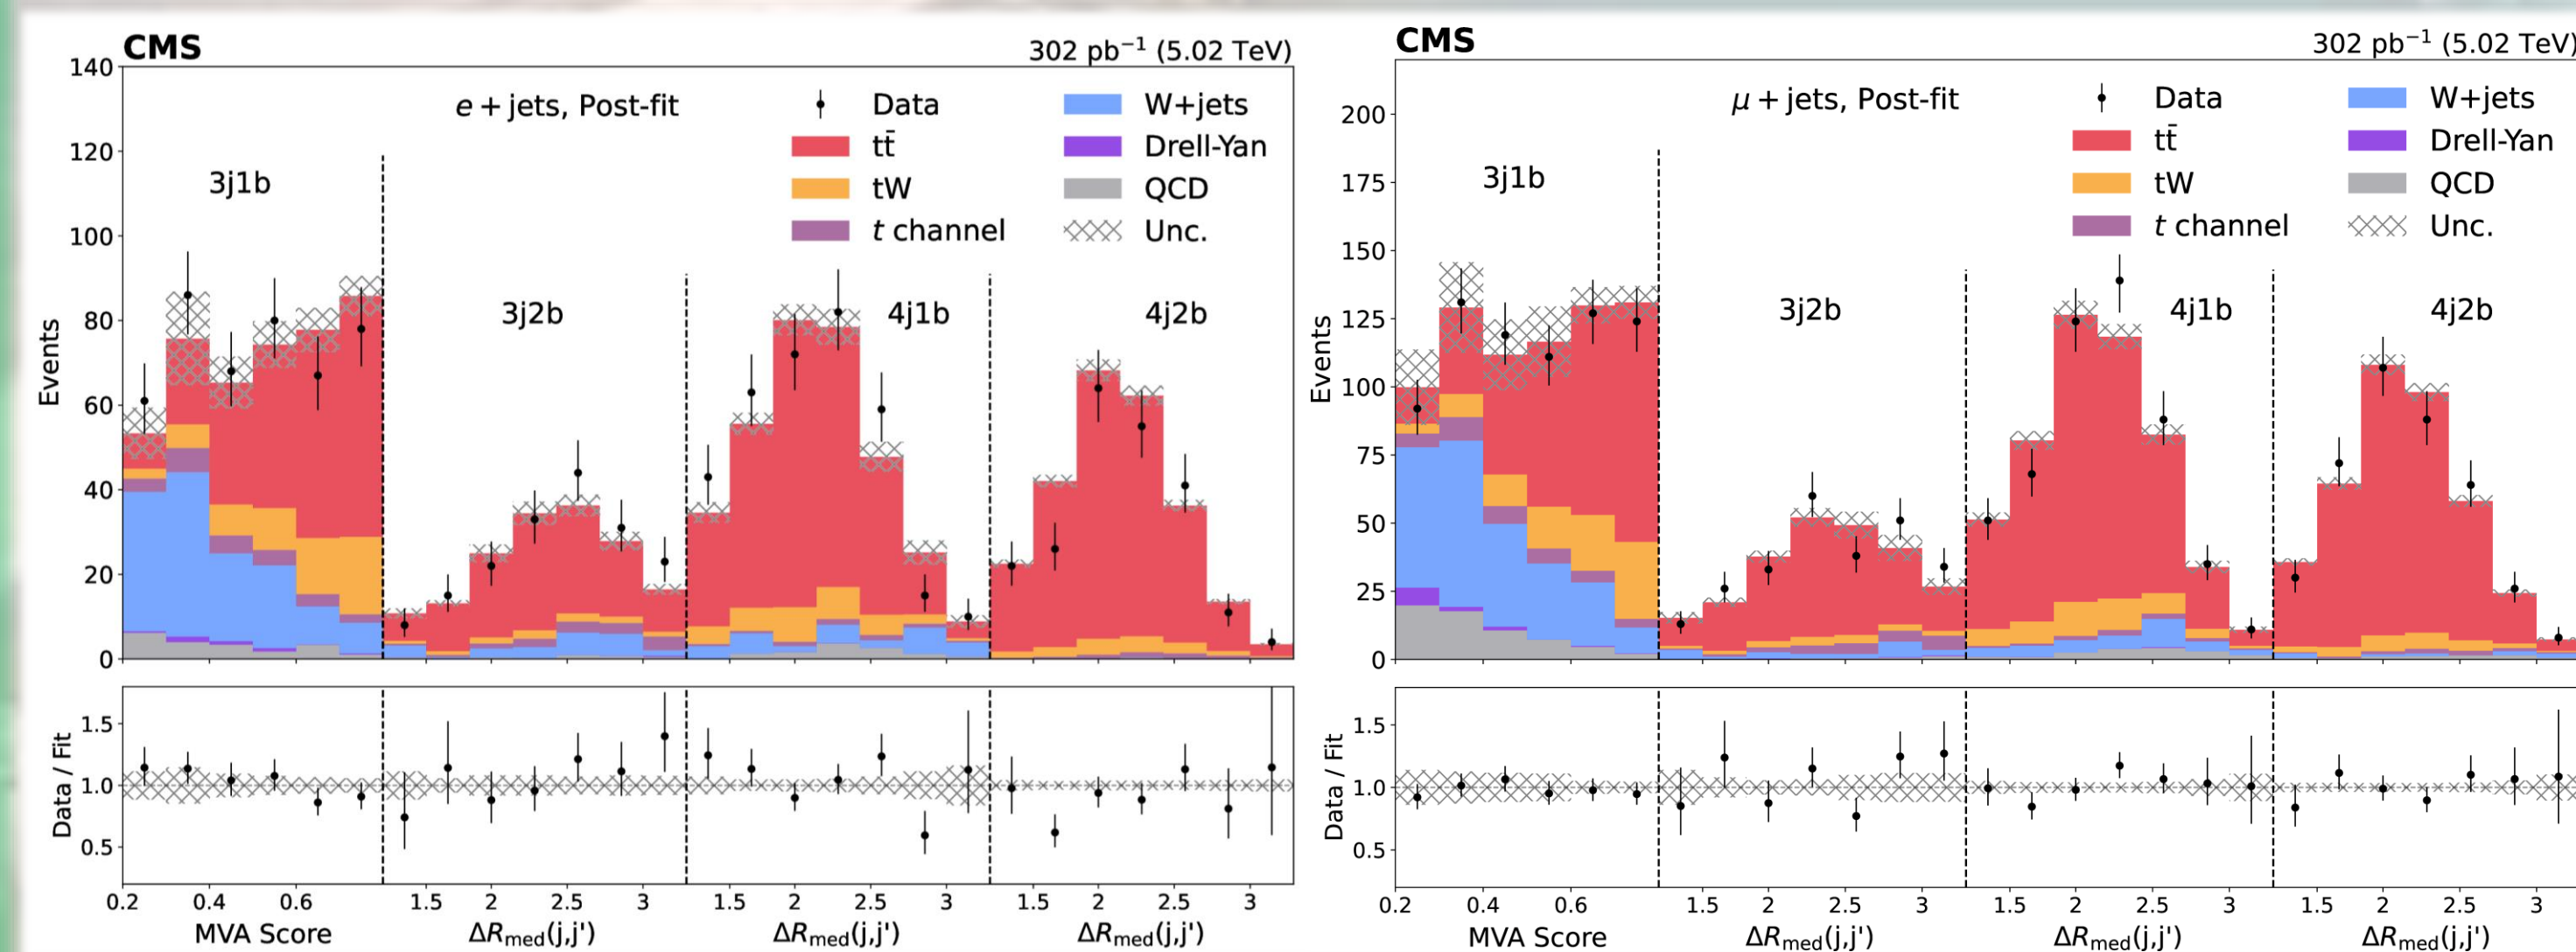 CMS 302 pb⁻¹ (5.02 TeV)
e + jets, Post-fit
Data
tt̄
tW
t channel
W+jets
Drell-Yan
QCD
Unc.
3j1b
3j2b
4j1b
4j2b
Events
140
120
100
80
60
40
20
0
Data / Fit
1.5
1.0
0.5
0.2 0.4 0.6 1.5 2 2.5 3 1.5 2 2.5 3 1.5 2 2.5 3
MVA Score ΔR_med(j,j') ΔR_med(j,j') ΔR_med(j,j')
CMS 302 pb⁻¹ (5.02 TeV)
μ + jets, Post-fit
Data
tt̄
tW
t channel
W+jets
Drell-Yan
QCD
Unc.
3j1b
3j2b
4j1b
4j2b
Events
200
175
150
125
100
75
50
25
0
Data / Fit
1.5
1.0
0.5
0.2 0.4 0.6 1.5 2 2.5 3 1.5 2 2.5 3 1.5 2 2.5 3
MVA Score ΔR_med(j,j') ΔR_med(j,j') ΔR_med(j,j')